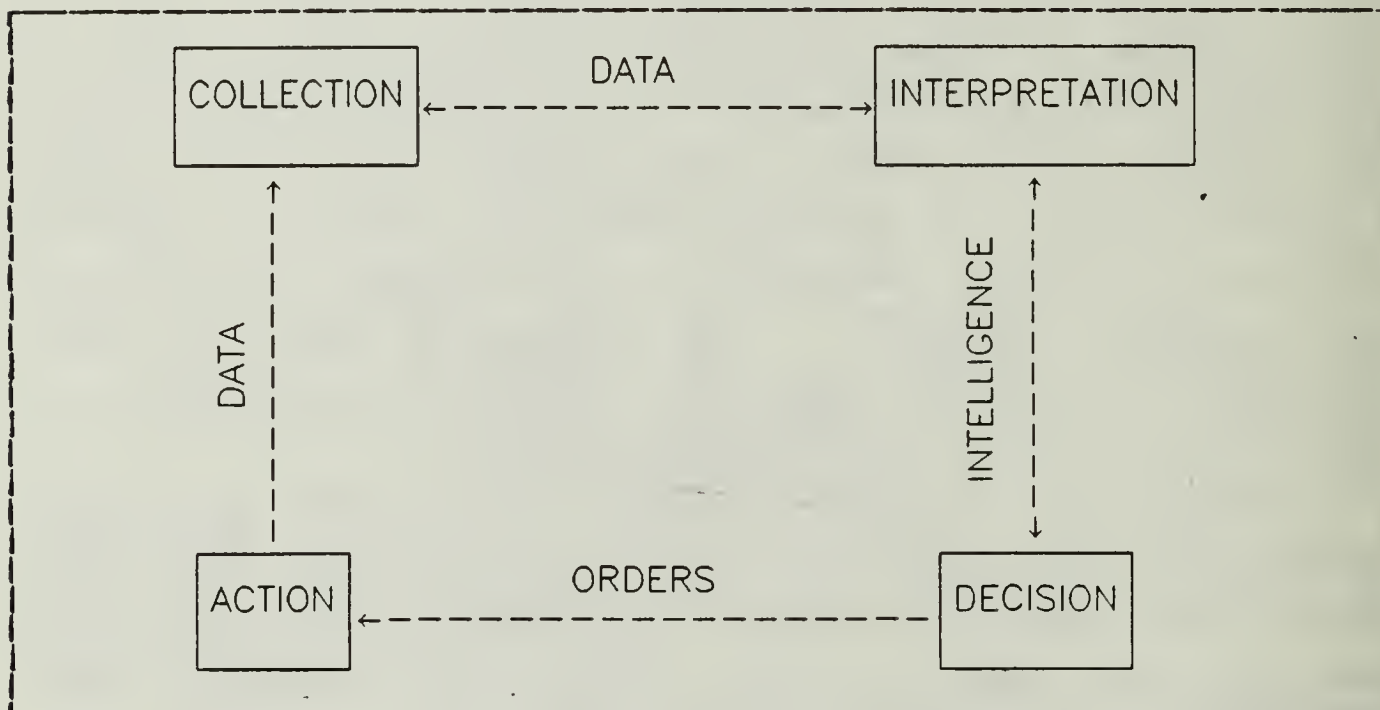 COLLECTION
DATA
INTERPRETATION
DATA
INTELLIGENCE
ACTION
ORDERS
DECISION